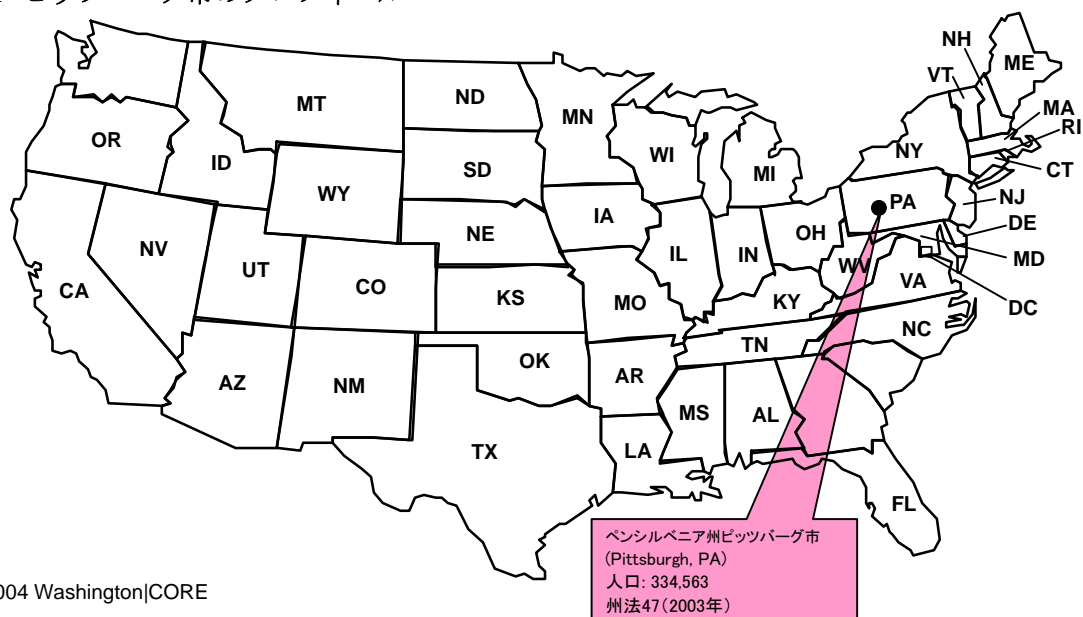 ME
NH
VT
MA
RI
CT
MT
ND
MN
OR
ID
SD
WI
MI
NY
WY
IA
PA
NJ
NE
OH
DE
NV
UT
IL
IN
WV
MD
CA
CO
KS
MO
KY
VA
DC
NC
TN
OK
AR
AZ
NM
MS
AL
TX
LA
FL
ペンシルベニア州ピッツバーグ市
(Pittsburgh, PA)
人口: 334,563
州法47(2003年)
004 Washington|CORE